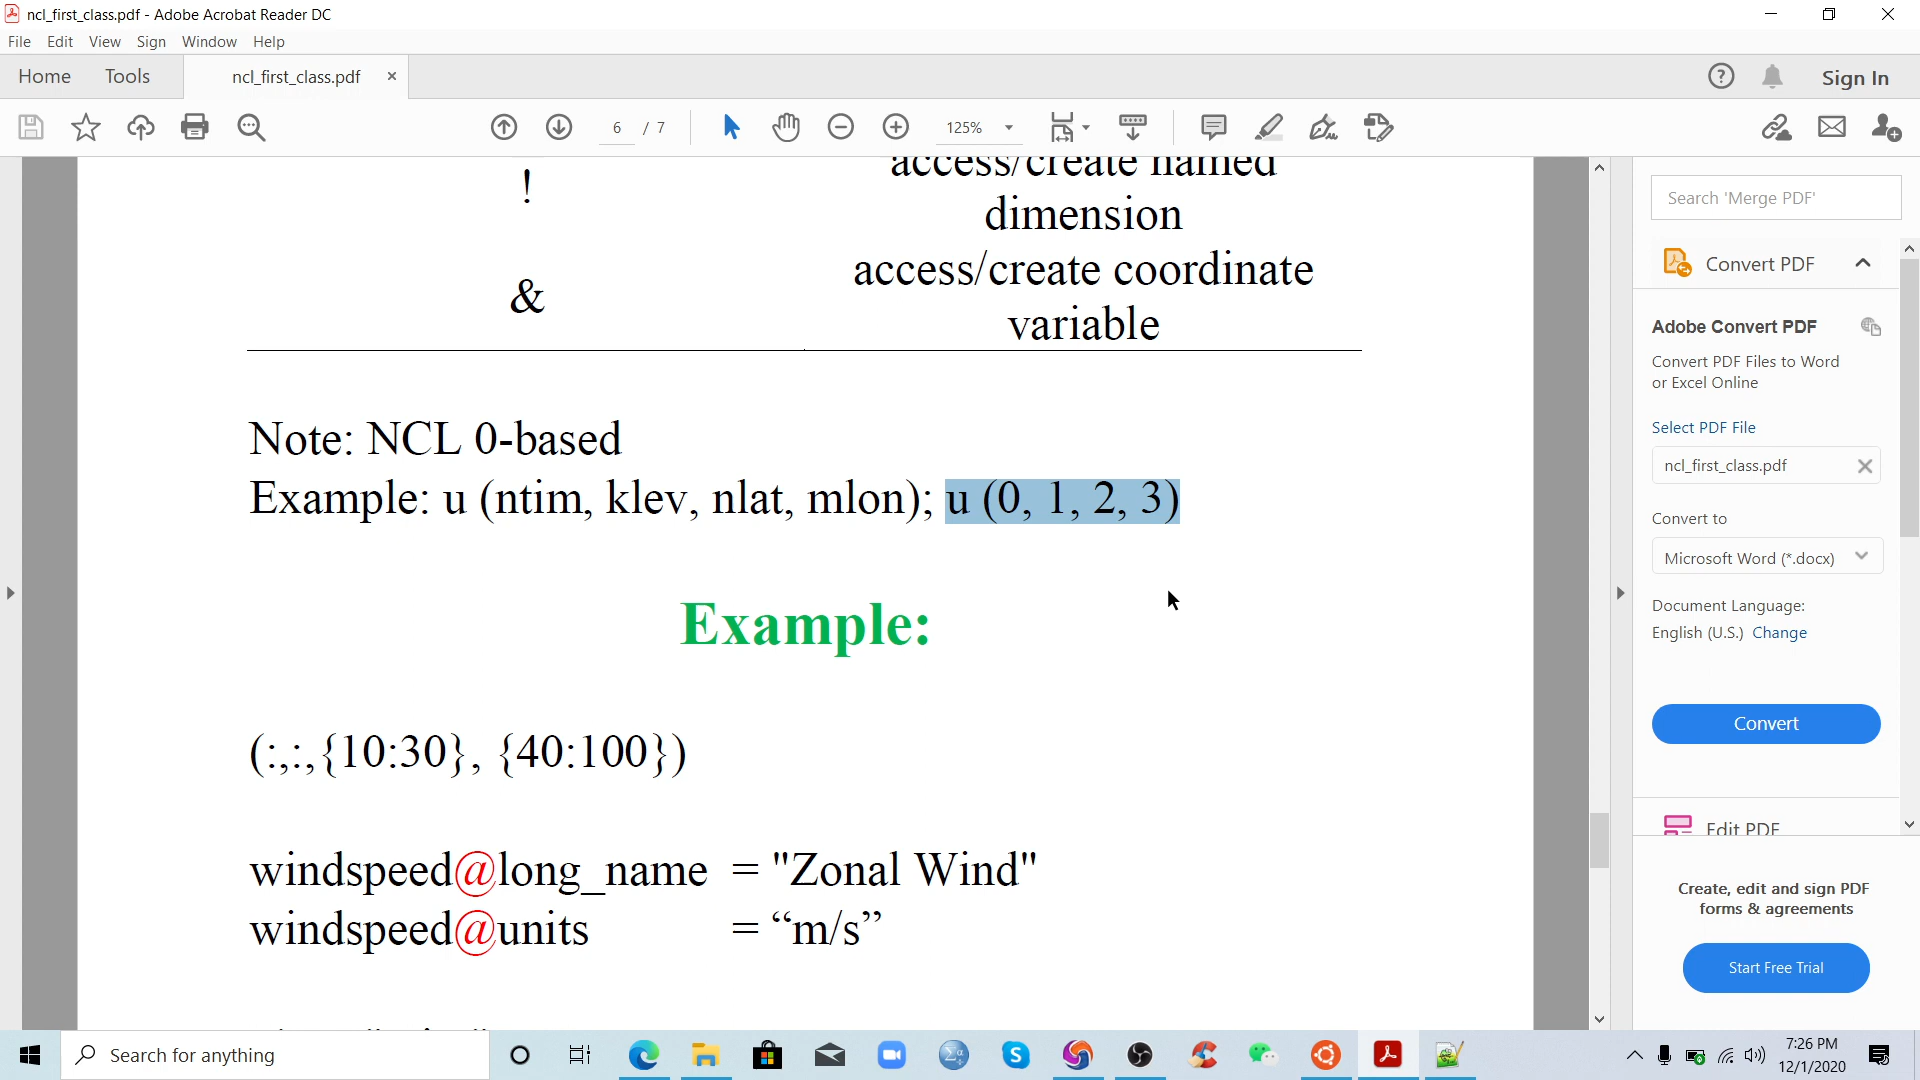 ncl_first_class.pdf - Adobe Acrobat Reader DC
File Edit View Sign Window Help
Home Tools ncl_first_class.pdf × Sign In
6 / 7 125%
access/create named
! dimension
access/create coordinate
& variable
Note: NCL 0-based
Example: u (ntim, klev, nlat, mlon); u (0, 1, 2, 3)
Example:
(:,:,{10:30}, {40:100})
windspeed@long_name = "Zonal Wind"
windspeed@units = “m/s”
Search 'Merge PDF'
Convert PDF
Adobe Convert PDF
Convert PDF Files to Word
or Excel Online
Select PDF File
ncl_first_class.pdf
Convert to
Microsoft Word (*.docx)
Document Language:
English (U.S.) Change
Convert
Edit PDF
Create, edit and sign PDF
forms & agreements
Start Free Trial
Search for anything
7:26 PM
12/1/2020